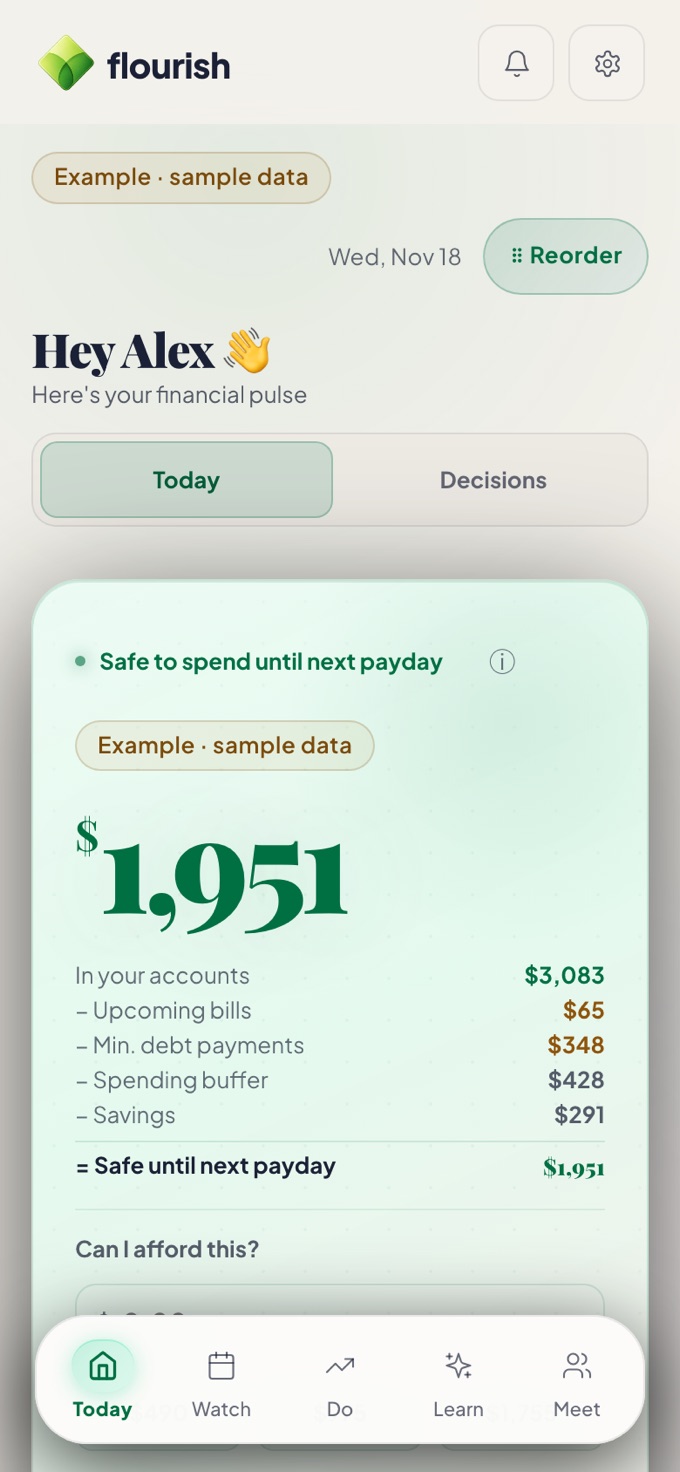 flourish
Example · sample data
Wed, Nov 18
Reorder
Hey Alex 👋
Here's your financial pulse
Today
Decisions
Safe to spend until next payday
Example · sample data
$1,951
In your accounts $3,083
– Upcoming bills $65
– Min. debt payments $348
– Spending buffer $428
– Savings $291
= Safe until next payday $1,951
Can I afford this?
Today
Watch
Do
Learn
Meet